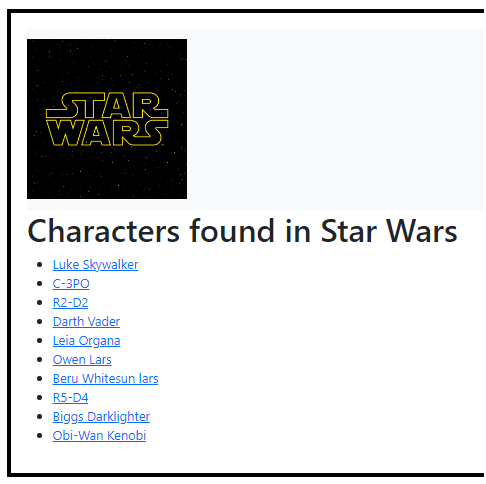 STAR
WARS
Characters found in Star Wars
Luke Skywalker
C-3PO
R2-D2
Darth Vader
Leia Organa
Owen Lars
Beru Whitesun lars
R5-D4
Biggs Darklighter
Obi-Wan Kenobi